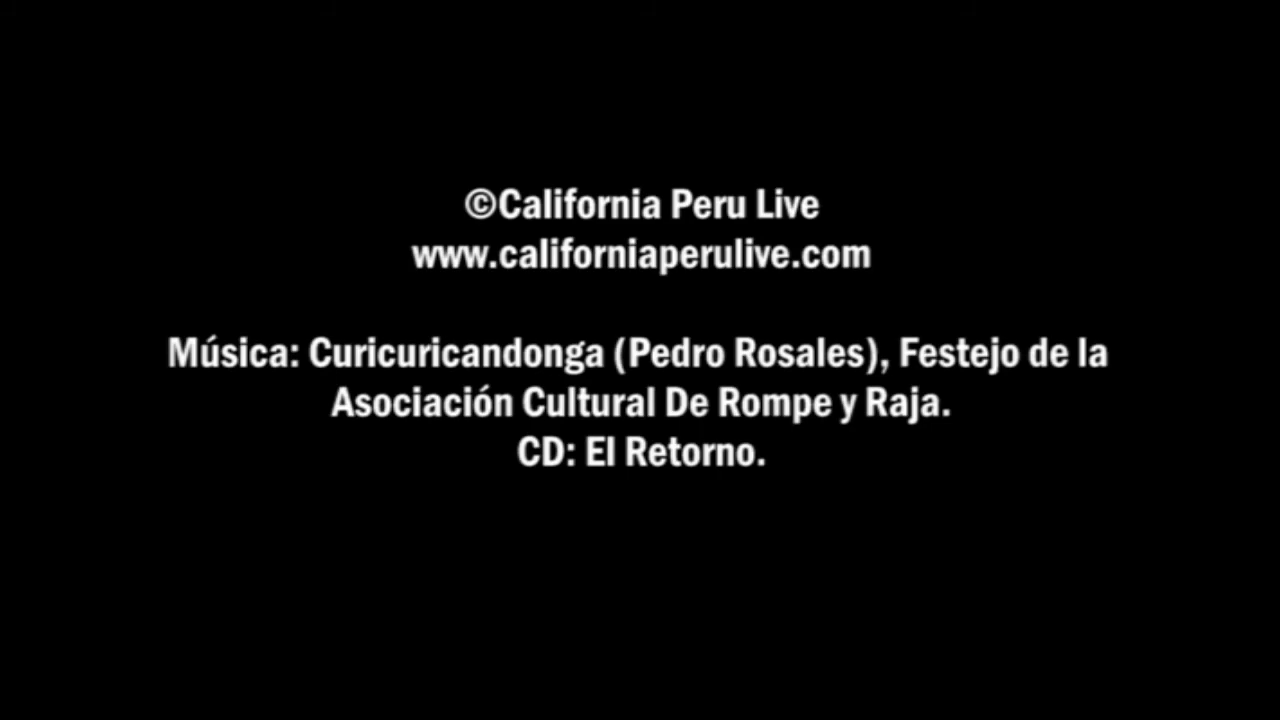 ©California Peru Live
www.californiaperulive.com
Música: Curicuricandonga (Pedro Rosales), Festejo de la
Asociación Cultural De Rompe y Raja.
CD: El Retorno.